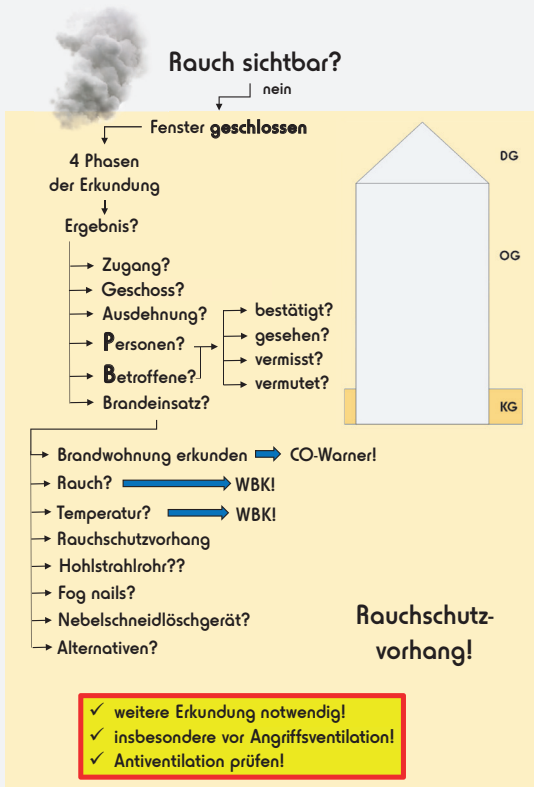 Rauch sichtbar?
nein
Fenster geschlossen
4 Phasen
der Erkundung
Ergebnis?
Zugang?
Geschoss?
Ausdehnung?
Personen?
Betroffene?
Brandeinsatz?
bestätigt?
gesehen?
vermisst?
vermutet?
DG
OG
KG
Brandwohnung erkunden CO-Warner!
Rauch? WBK!
Temperatur? WBK!
Rauchschutzvorhang
Hohlstrahlrohr??
Fog nails?
Nebelschneidlöschgerät?
Alternativen?
Rauchschutz-
vorhang!
✓ weitere Erkundung notwendig!
✓ insbesondere vor Angriffsventilation!
✓ Antiventilation prüfen!